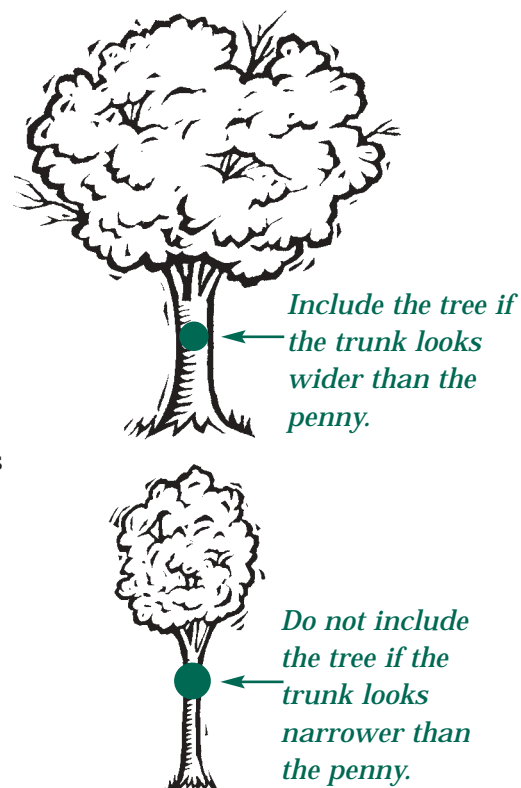 Include the tree if
the trunk looks
wider than the
penny.
s
Do not include
the tree if the
trunk looks
narrower than
the penny.